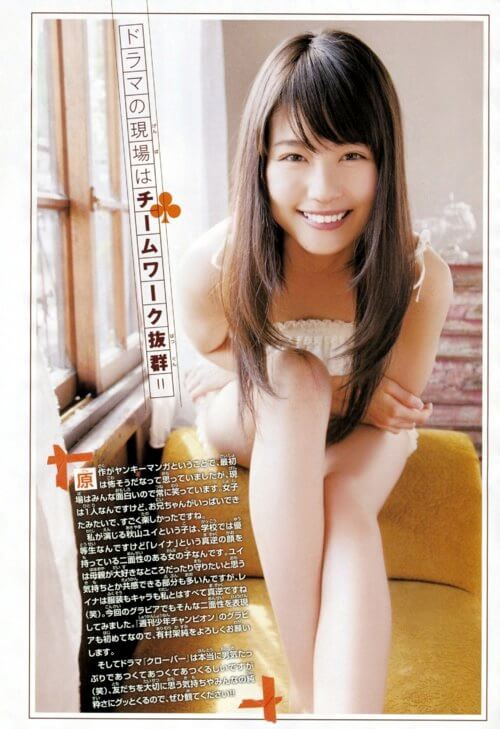 ドラマの現場はチームワーク抜群!!
原作がヤンキーマンガということで、最初
は怖そうだなって思っていましたが、現
場はみんな面白いので常に笑っています。女子
は1人なんですけど、お兄ちゃんがいっぱいでき
たみたいで、すごく楽しかったですね。
私が演じる秋山ユイという子は、学校では優
等生なんですけど「レイナ」という真逆の顔を
持っている二面性のある女の子なんです。ユイ
は母親が大好きなところだったり守りたいと思う
気持ちとか共感できる部分も多いんですが、レ
イナは服装もキャラも私とはすべて真逆ですね
(笑)。今回のグラビアでもそんな二面性を表現
してみました。『週刊少年チャンピオン』のグラビ
アも初めてなので、有村架純をよろしくお願い
します。
そしてドラマ『クローバー』は本当に男気たっ
ぷりであつくてあつくてあつくるしいですが
(笑)、友だちを大切に思う気持ちやみんなの純
粋さにグッとくるので、ぜひ観てください!!